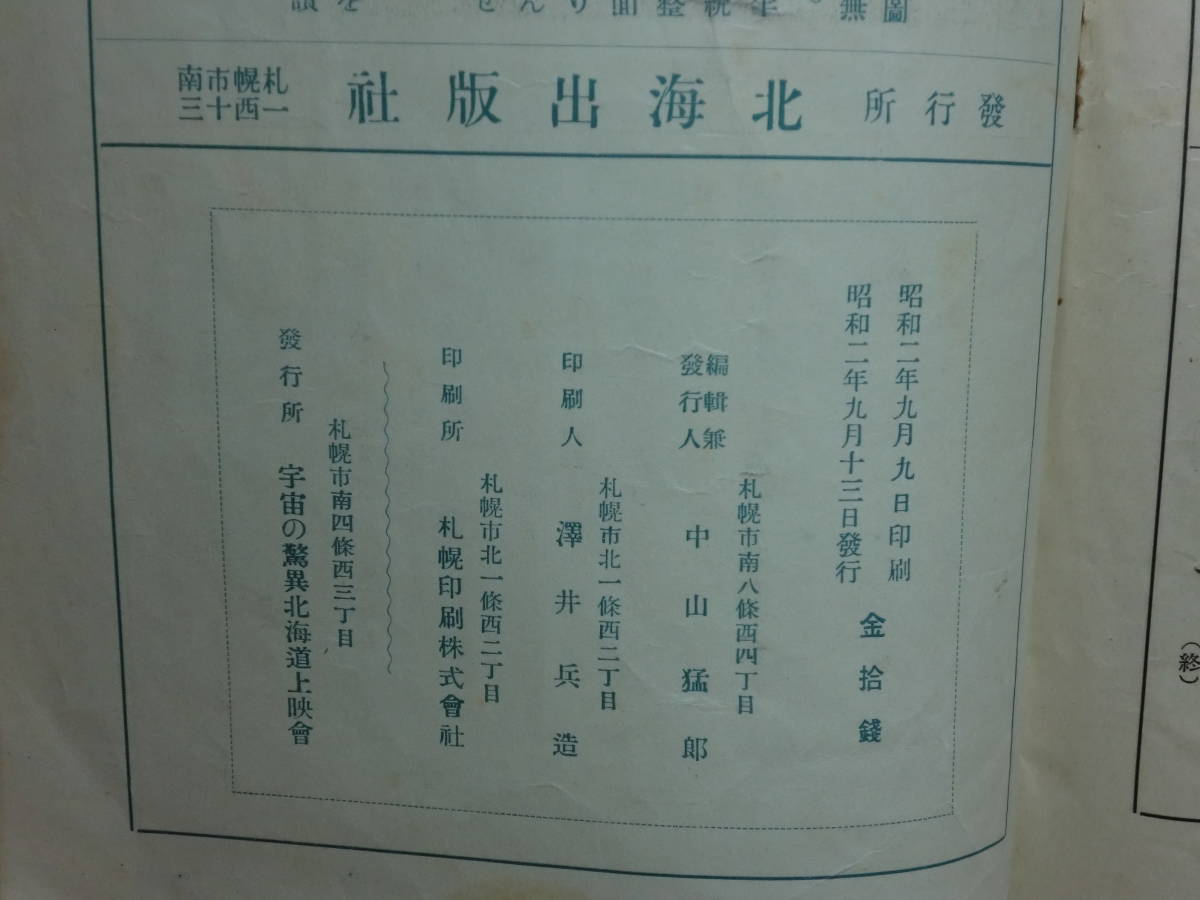 發行所 北海出版社 札幌市南一西十三
昭和二年九月九日印刷
昭和二年九月十三日發行
金拾錢
札幌市南八條西四丁目
編輯兼發行人 中山猛郎
札幌市北一條西二丁目
印刷人 澤井兵造
札幌市北一條西二丁目
印刷所 札幌印刷株式會社
札幌市南四條西三丁目
發行所 宇宙の驚異北海道上映會
(終)